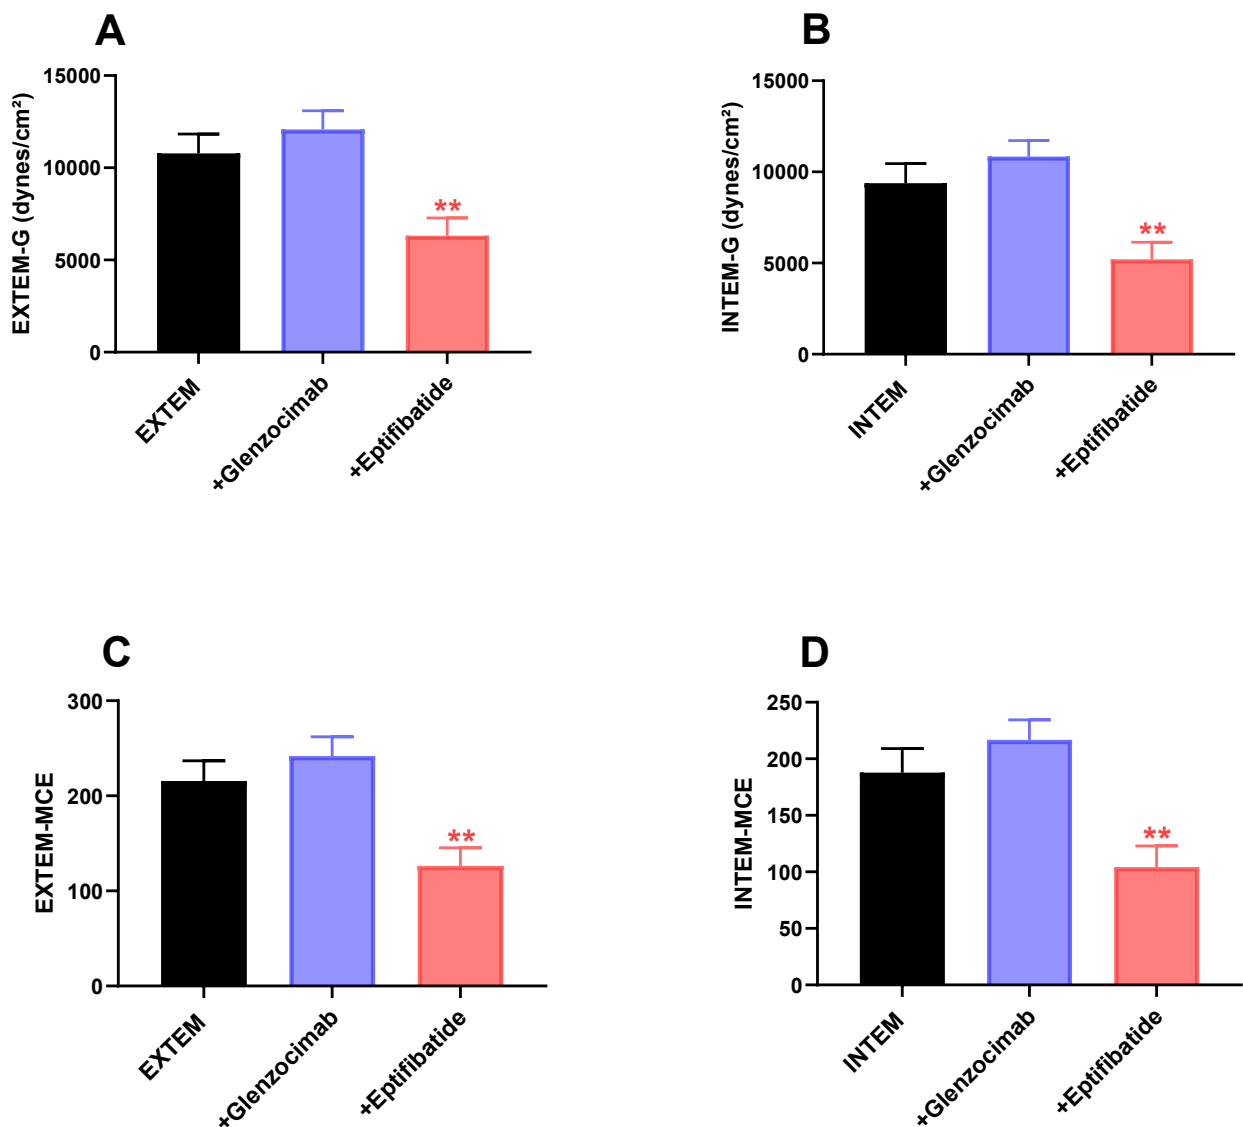 A
EXTEM-G (dynes/cm²)
15000
10000
5000
0
**
EXTEM
+Glenzocimab
+Eptifibatide
B
INTEM-G (dynes/cm²)
15000
10000
5000
0
**
INTEM
+Glenzocimab
+Eptifibatide
C
EXTEM-MCE
300
200
100
0
**
EXTEM
+Glenzocimab
+Eptifibatide
D
INTEM-MCE
250
200
150
100
50
0
**
INTEM
+Glenzocimab
+Eptifibatide